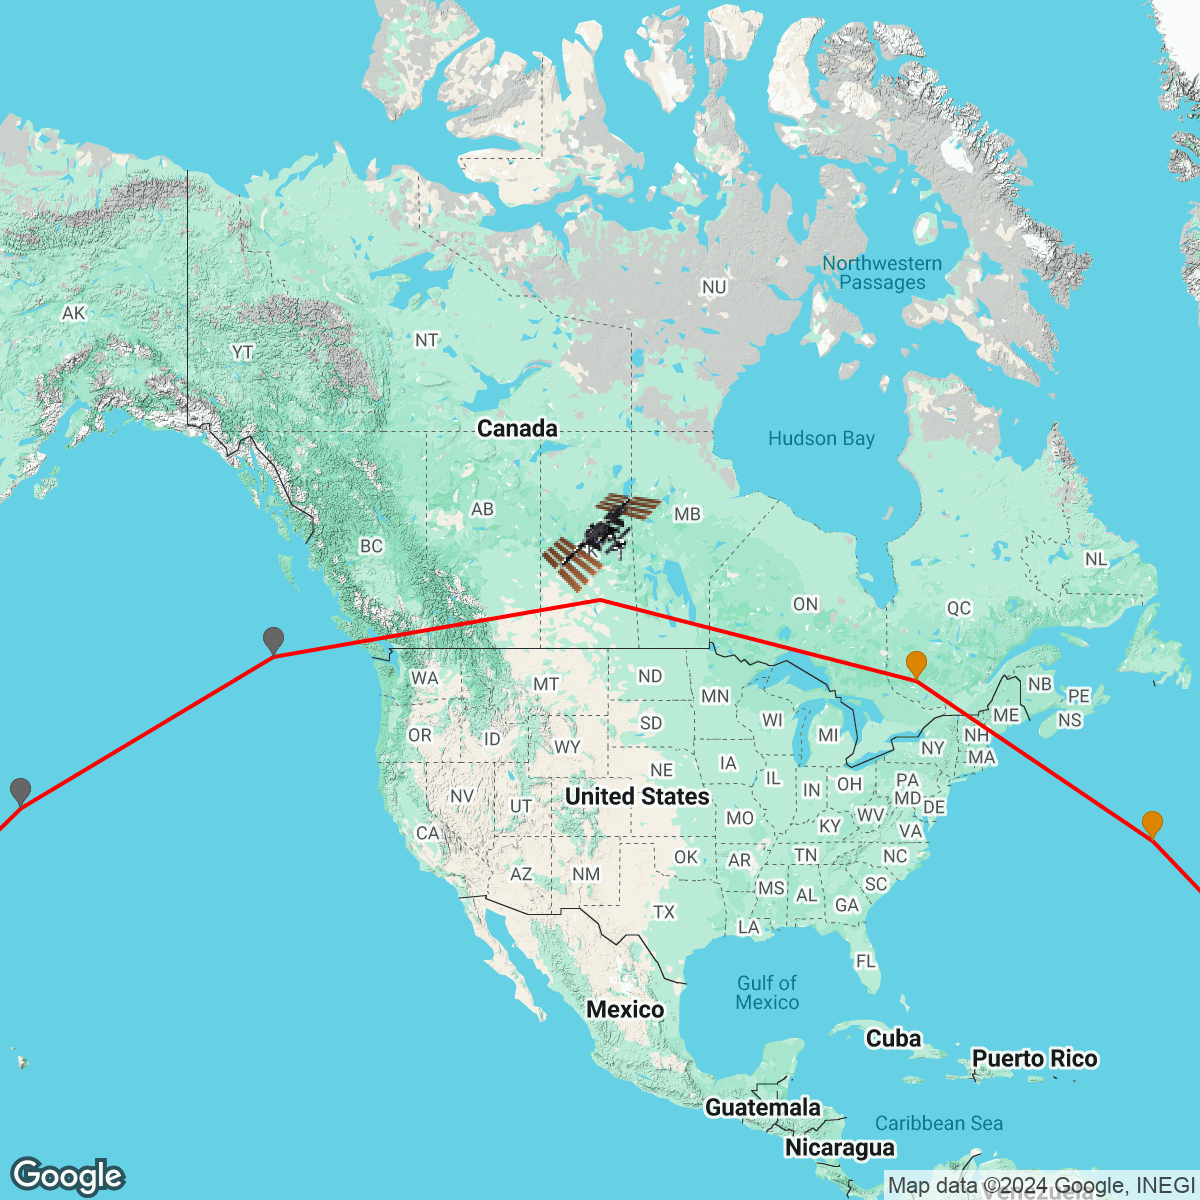 NU
Northwestern
Passages
AK
NT
YT
Canada
Hudson Bay
AB
MB
BC
NL
ON
QC
WA
MT
ND
NB
PE
MN
ME
NS
OR
ID
SD
WI
MI
NH
WY
NY
MA
NE
IA
IL
OH
PA
IN
United States
NV
UT
MD
DE
MO
WV
KY
VA
CA
OK
AR
TN
NC
AZ
NM
MS
AL
SC
TX
GA
LA
FL
Gulf of
Mexico
Mexico
Cuba
Puerto Rico
Guatemala
Caribbean Sea
Nicaragua
Google
Map data ©2024 Google, INEGI